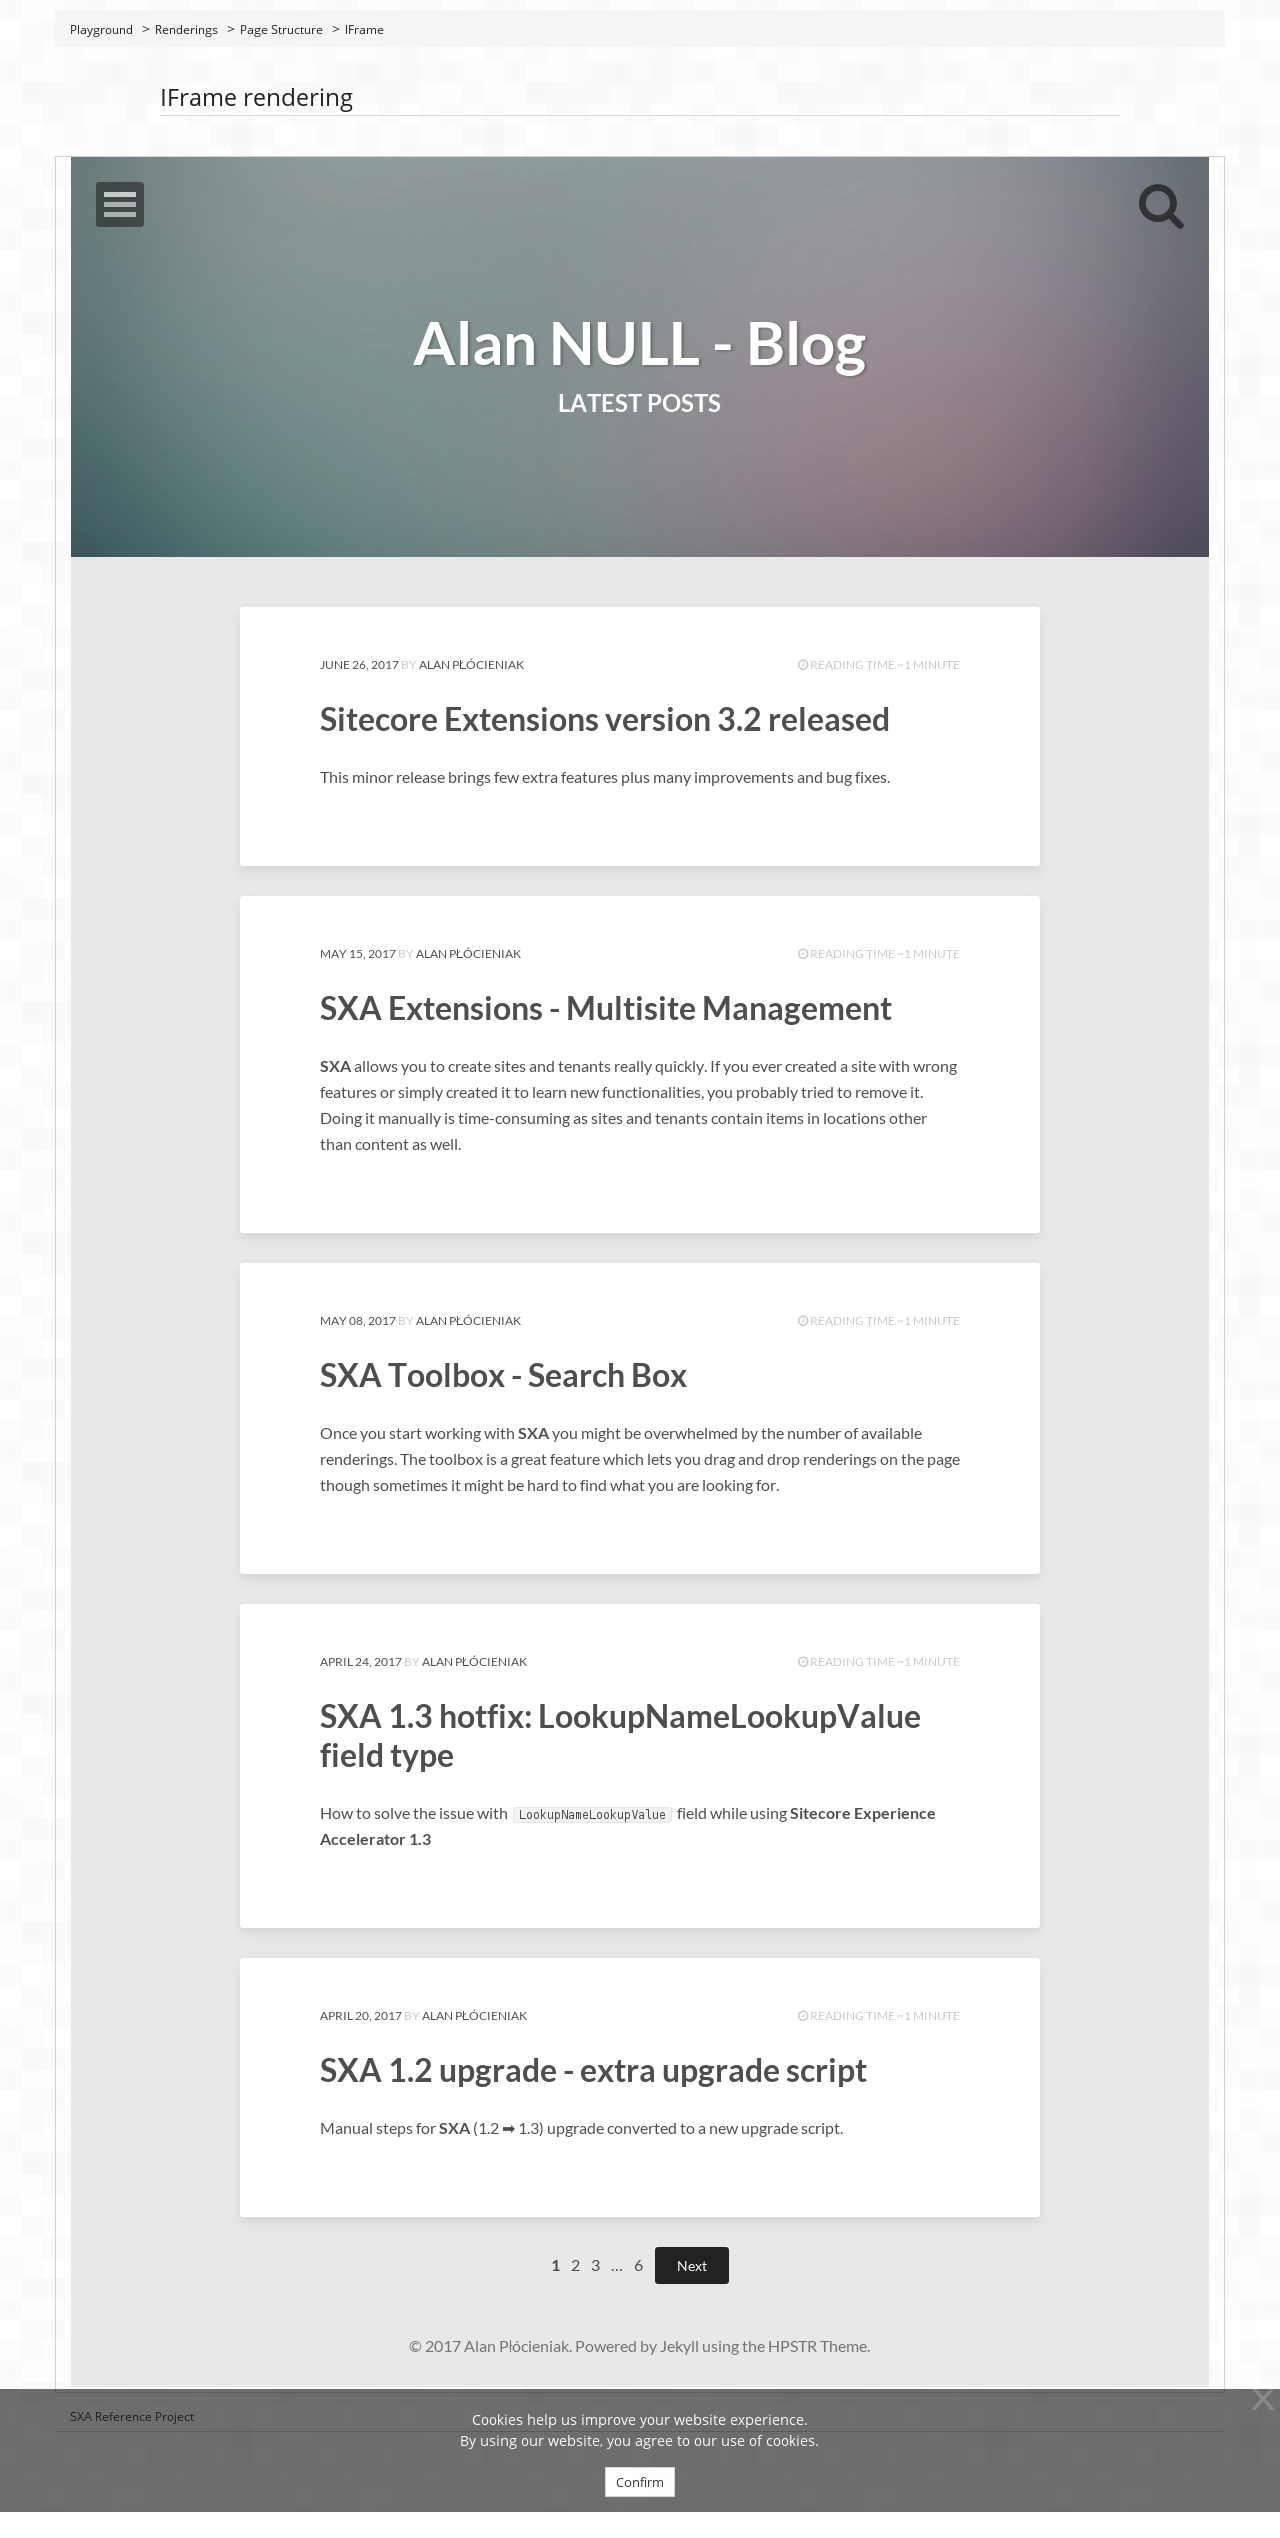 Playground > Renderings > Page Structure > IFrame
IFrame rendering
Alan NULL - Blog
LATEST POSTS
JUNE 26, 2017 BY ALAN PŁÓCIENIAK READING TIME ~1 MINUTE
Sitecore Extensions version 3.2 released
This minor release brings few extra features plus many improvements and bug fixes.
MAY 15, 2017 BY ALAN PŁÓCIENIAK READING TIME ~1 MINUTE
SXA Extensions - Multisite Management
SXA allows you to create sites and tenants really quickly. If you ever created a site with wrong
features or simply created it to learn new functionalities, you probably tried to remove it.
Doing it manually is time-consuming as sites and tenants contain items in locations other
than content as well.
MAY 08, 2017 BY ALAN PŁÓCIENIAK READING TIME ~1 MINUTE
SXA Toolbox - Search Box
Once you start working with SXA you might be overwhelmed by the number of available
renderings. The toolbox is a great feature which lets you drag and drop renderings on the page
though sometimes it might be hard to find what you are looking for.
APRIL 24, 2017 BY ALAN PŁÓCIENIAK READING TIME ~1 MINUTE
SXA 1.3 hotfix: LookupNameLookupValue
field type
How to solve the issue with LookupNameLookupValue field while using Sitecore Experience
Accelerator 1.3
APRIL 20, 2017 BY ALAN PŁÓCIENIAK READING TIME ~1 MINUTE
SXA 1.2 upgrade - extra upgrade script
Manual steps for SXA (1.2 ➡ 1.3) upgrade converted to a new upgrade script.
1 2 3 … 6 Next
© 2017 Alan Płócieniak. Powered by Jekyll using the HPSTR Theme.
SXA Reference Project
Cookies help us improve your website experience.
By using our website, you agree to our use of cookies.
Confirm